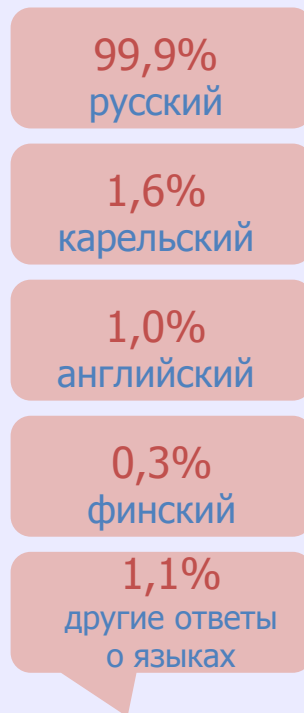 99,9%
русский
1,6%
карельский
1,0%
английский
0,3%
финский
1,1%
другие ответы
о языках